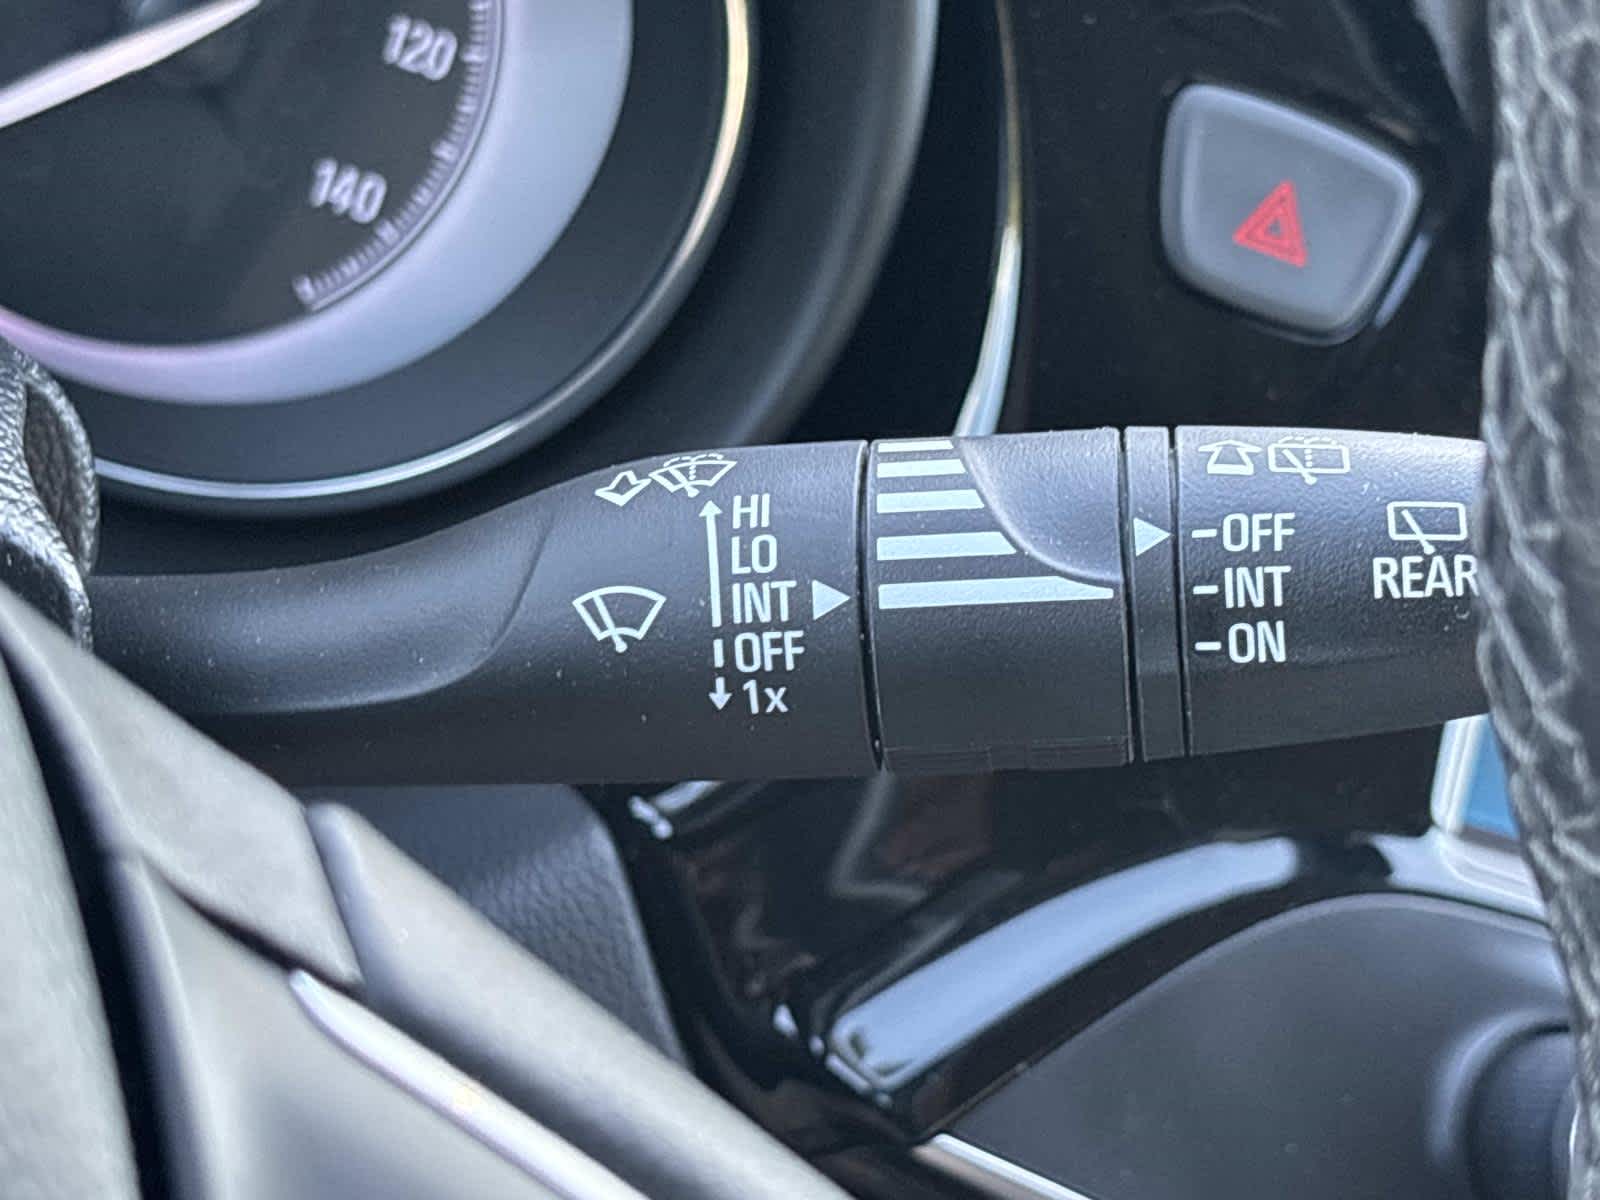 120
140
HI
LO
INT
OFF
1x
-OFF
-INT
-ON
REAR